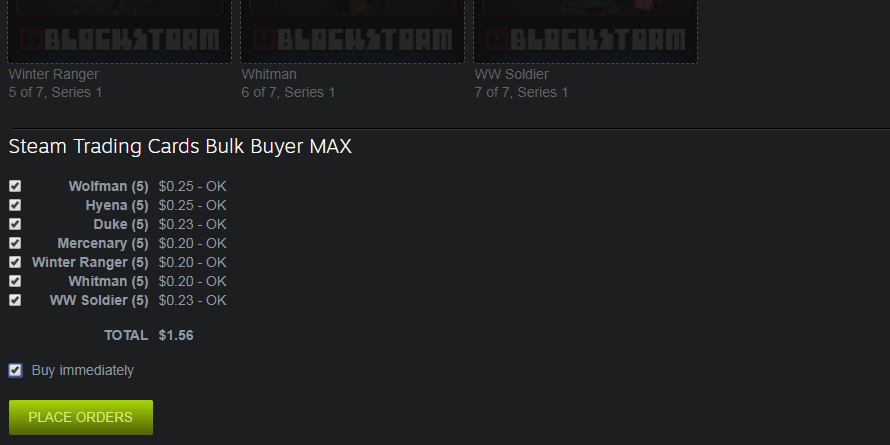 BLOCKSTORM BLOCKSTORM BLOCKSTORM
Winter Ranger Whitman WW Soldier
5 of 7, Series 1 6 of 7, Series 1 7 of 7, Series 1
Steam Trading Cards Bulk Buyer MAX
Wolfman (5) $0.25 - OK
Hyena (5) $0.25 - OK
Duke (5) $0.23 - OK
Mercenary (5) $0.20 - OK
Winter Ranger (5) $0.20 - OK
Whitman (5) $0.20 - OK
WW Soldier (5) $0.23 - OK
TOTAL $1.56
Buy immediately
PLACE ORDERS